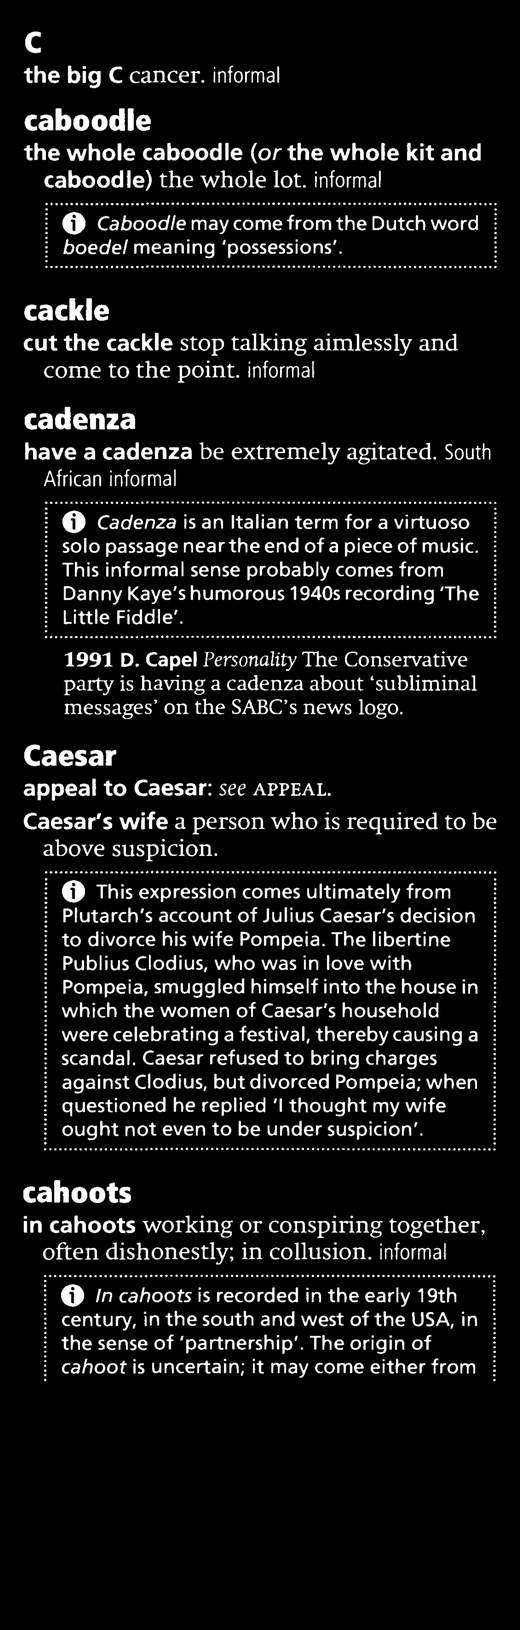 C
the big C cancer. informal
caboodle
the whole caboodle (or the whole kit and
caboodle) the whole lot. informal
ⓘ Caboodle may come from the Dutch word
boedel meaning ‘possessions’.
cackle
cut the cackle stop talking aimlessly and
come to the point. informal
cadenza
have a cadenza be extremely agitated. South
African informal
ⓘ Cadenza is an Italian term for a virtuoso
solo passage near the end of a piece of music.
This informal sense probably comes from
Danny Kaye’s humorous 1940s recording ‘The
Little Fiddle’.
1991 D. Capel Personality The Conservative
party is having a cadenza about ‘subliminal
messages’ on the SABC’s news logo.
Caesar
appeal to Caesar: see APPEAL.
Caesar’s wife a person who is required to be
above suspicion.
ⓘ This expression comes ultimately from
Plutarch’s account of Julius Caesar’s decision
to divorce his wife Pompeia. The libertine
Publius Clodius, who was in love with
Pompeia, smuggled himself into the house in
which the women of Caesar’s household
were celebrating a festival, thereby causing a
scandal. Caesar refused to bring charges
against Clodius, but divorced Pompeia; when
questioned he replied ‘I thought my wife
ought not even to be under suspicion’.
cahoots
in cahoots working or conspiring together,
often dishonestly; in collusion. informal
ⓘ In cahoots is recorded in the early 19th
century, in the south and west of the USA, in
the sense of ‘partnership’. The origin of
cahoot is uncertain; it may come either from